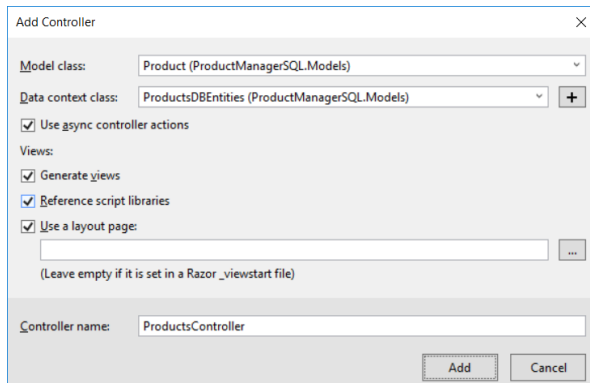 Add Controller
Model class: Product (ProductManagerSQL.Models)
Data context class: ProductsDBEntities (ProductManagerSQL.Models) +
Use async controller actions
Views:
Generate views
Reference script libraries
Use a layout page:
...
(Leave empty if it is set in a Razor _viewstart file)
Controller name: ProductsController
Add Cancel